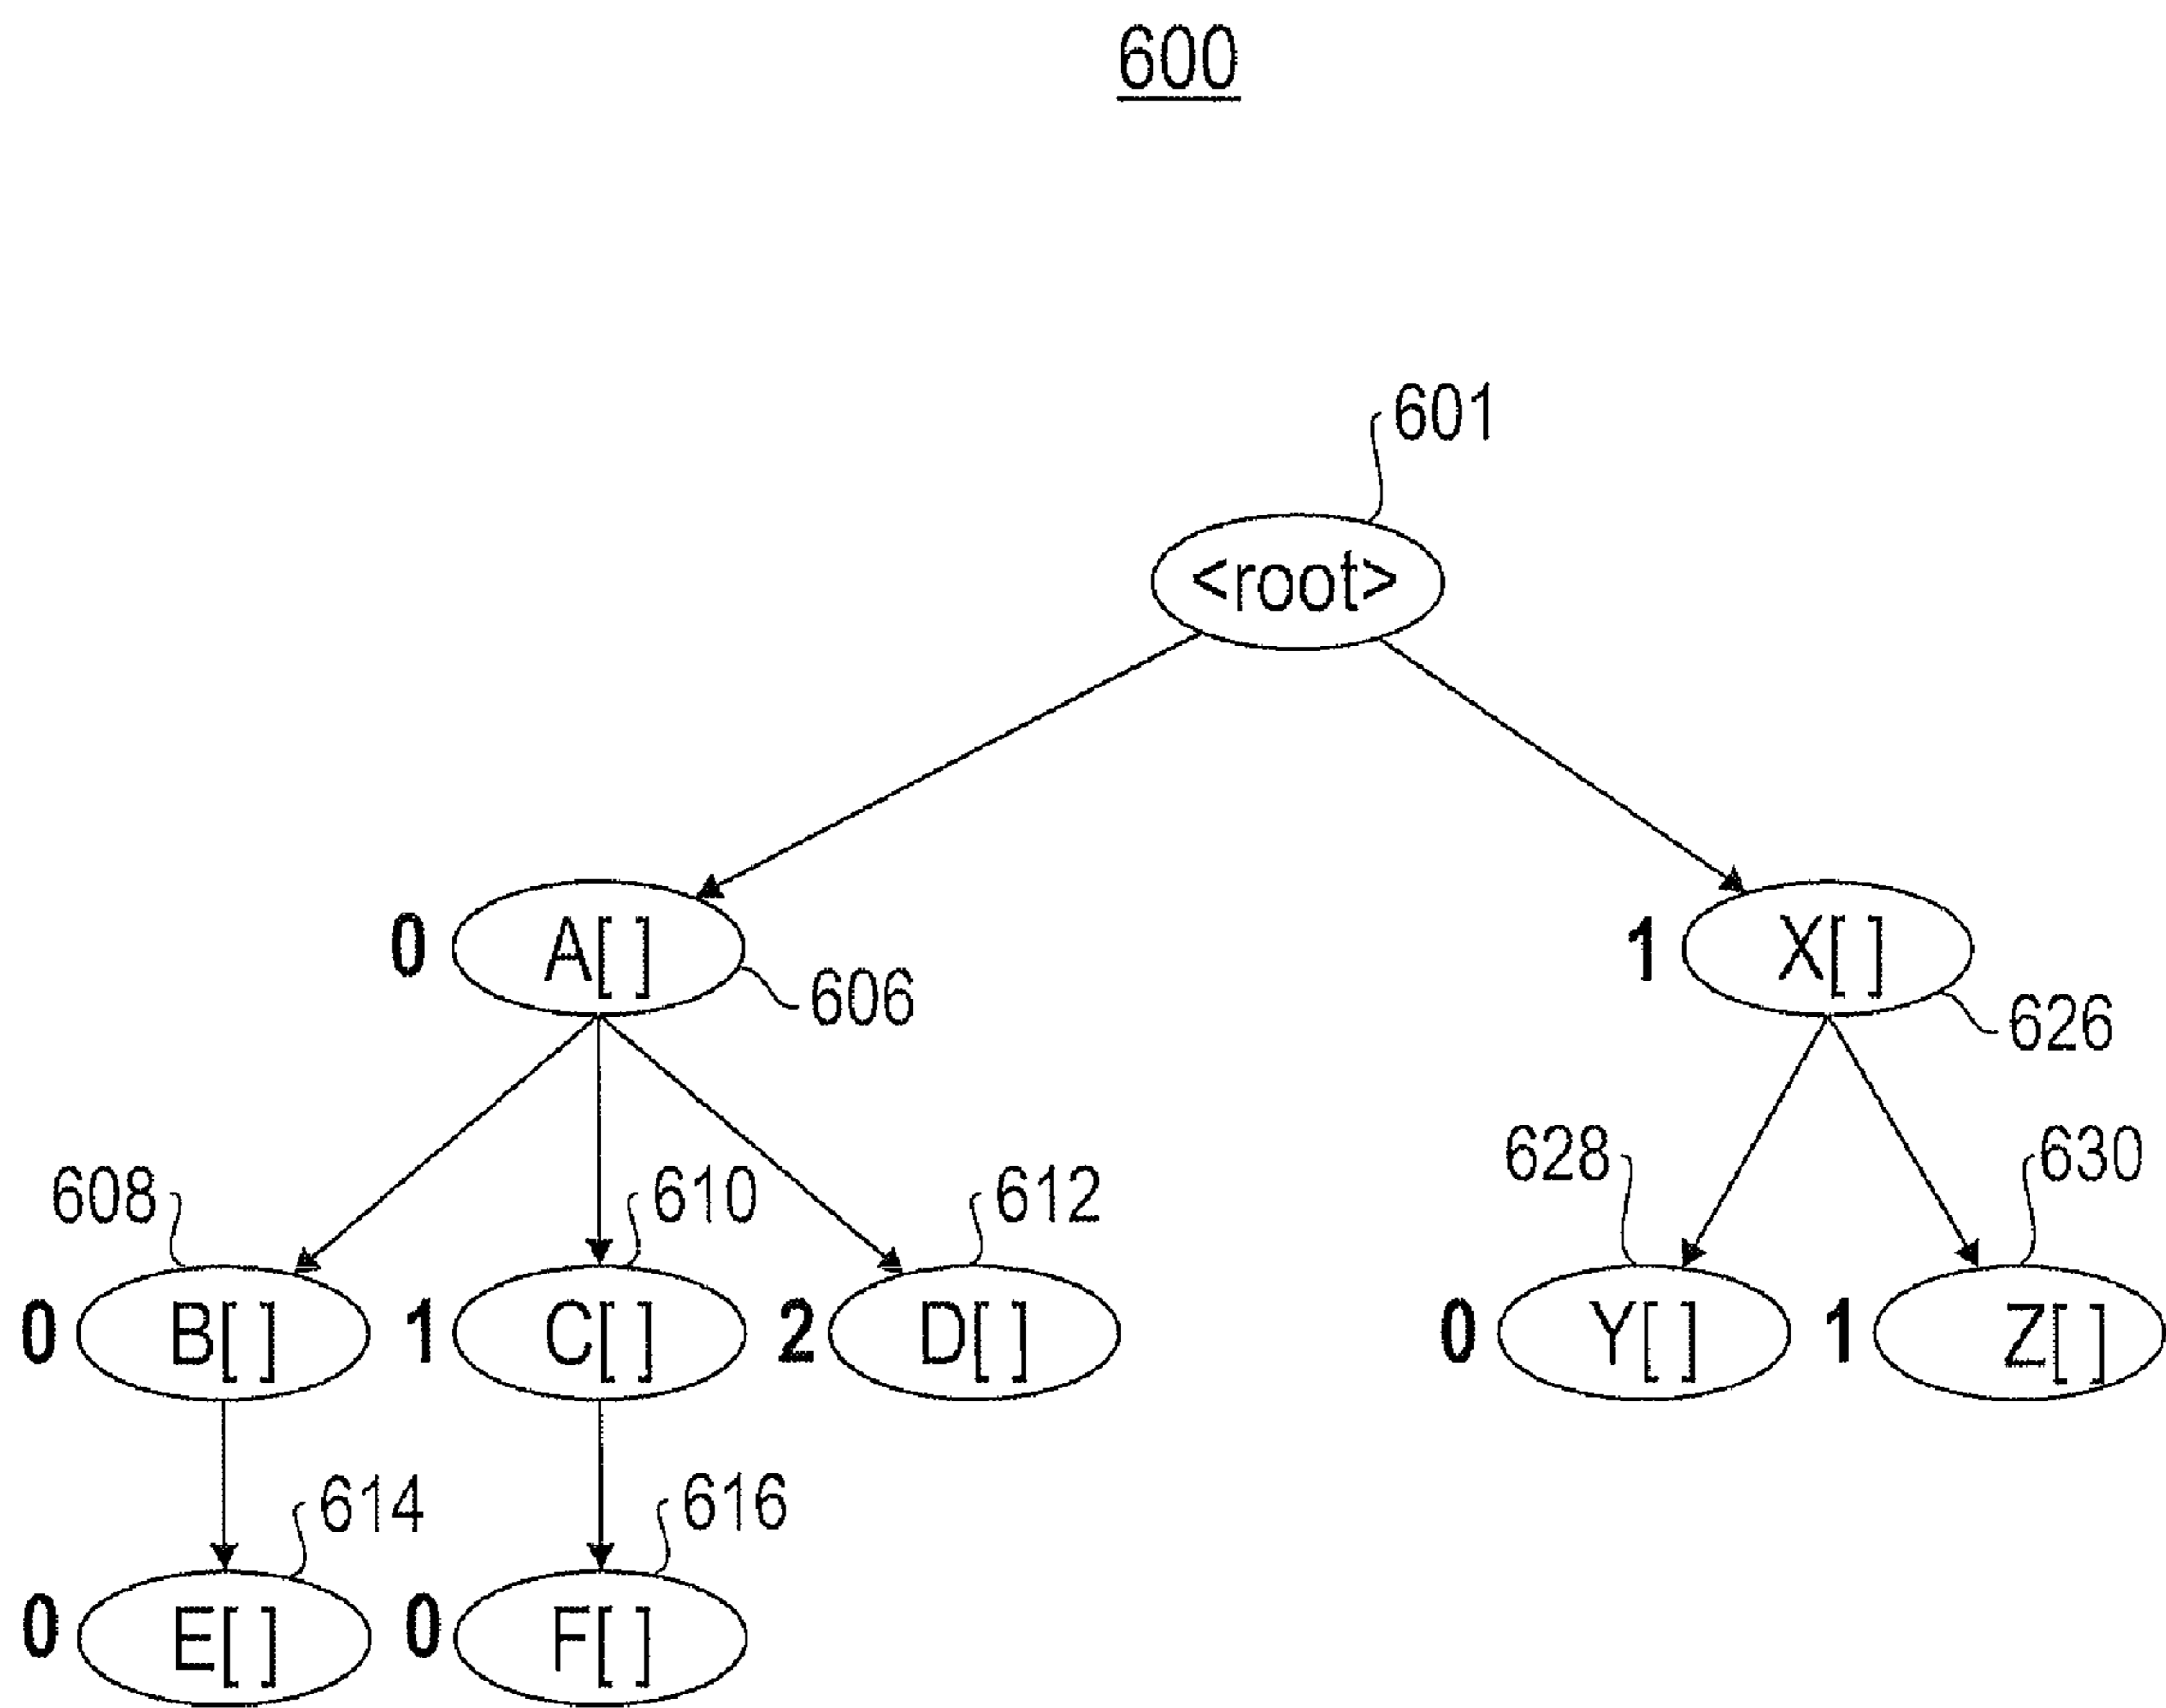 600
601
<root>
0 A[ ] 606
1 X[ ] 626
608 610 612 628 630
0 B[ ] 1 C[ ] 2 D[ ] 0 Y[ ] 1 Z[ ]
614 616
0 E[ ] 0 F[ ]